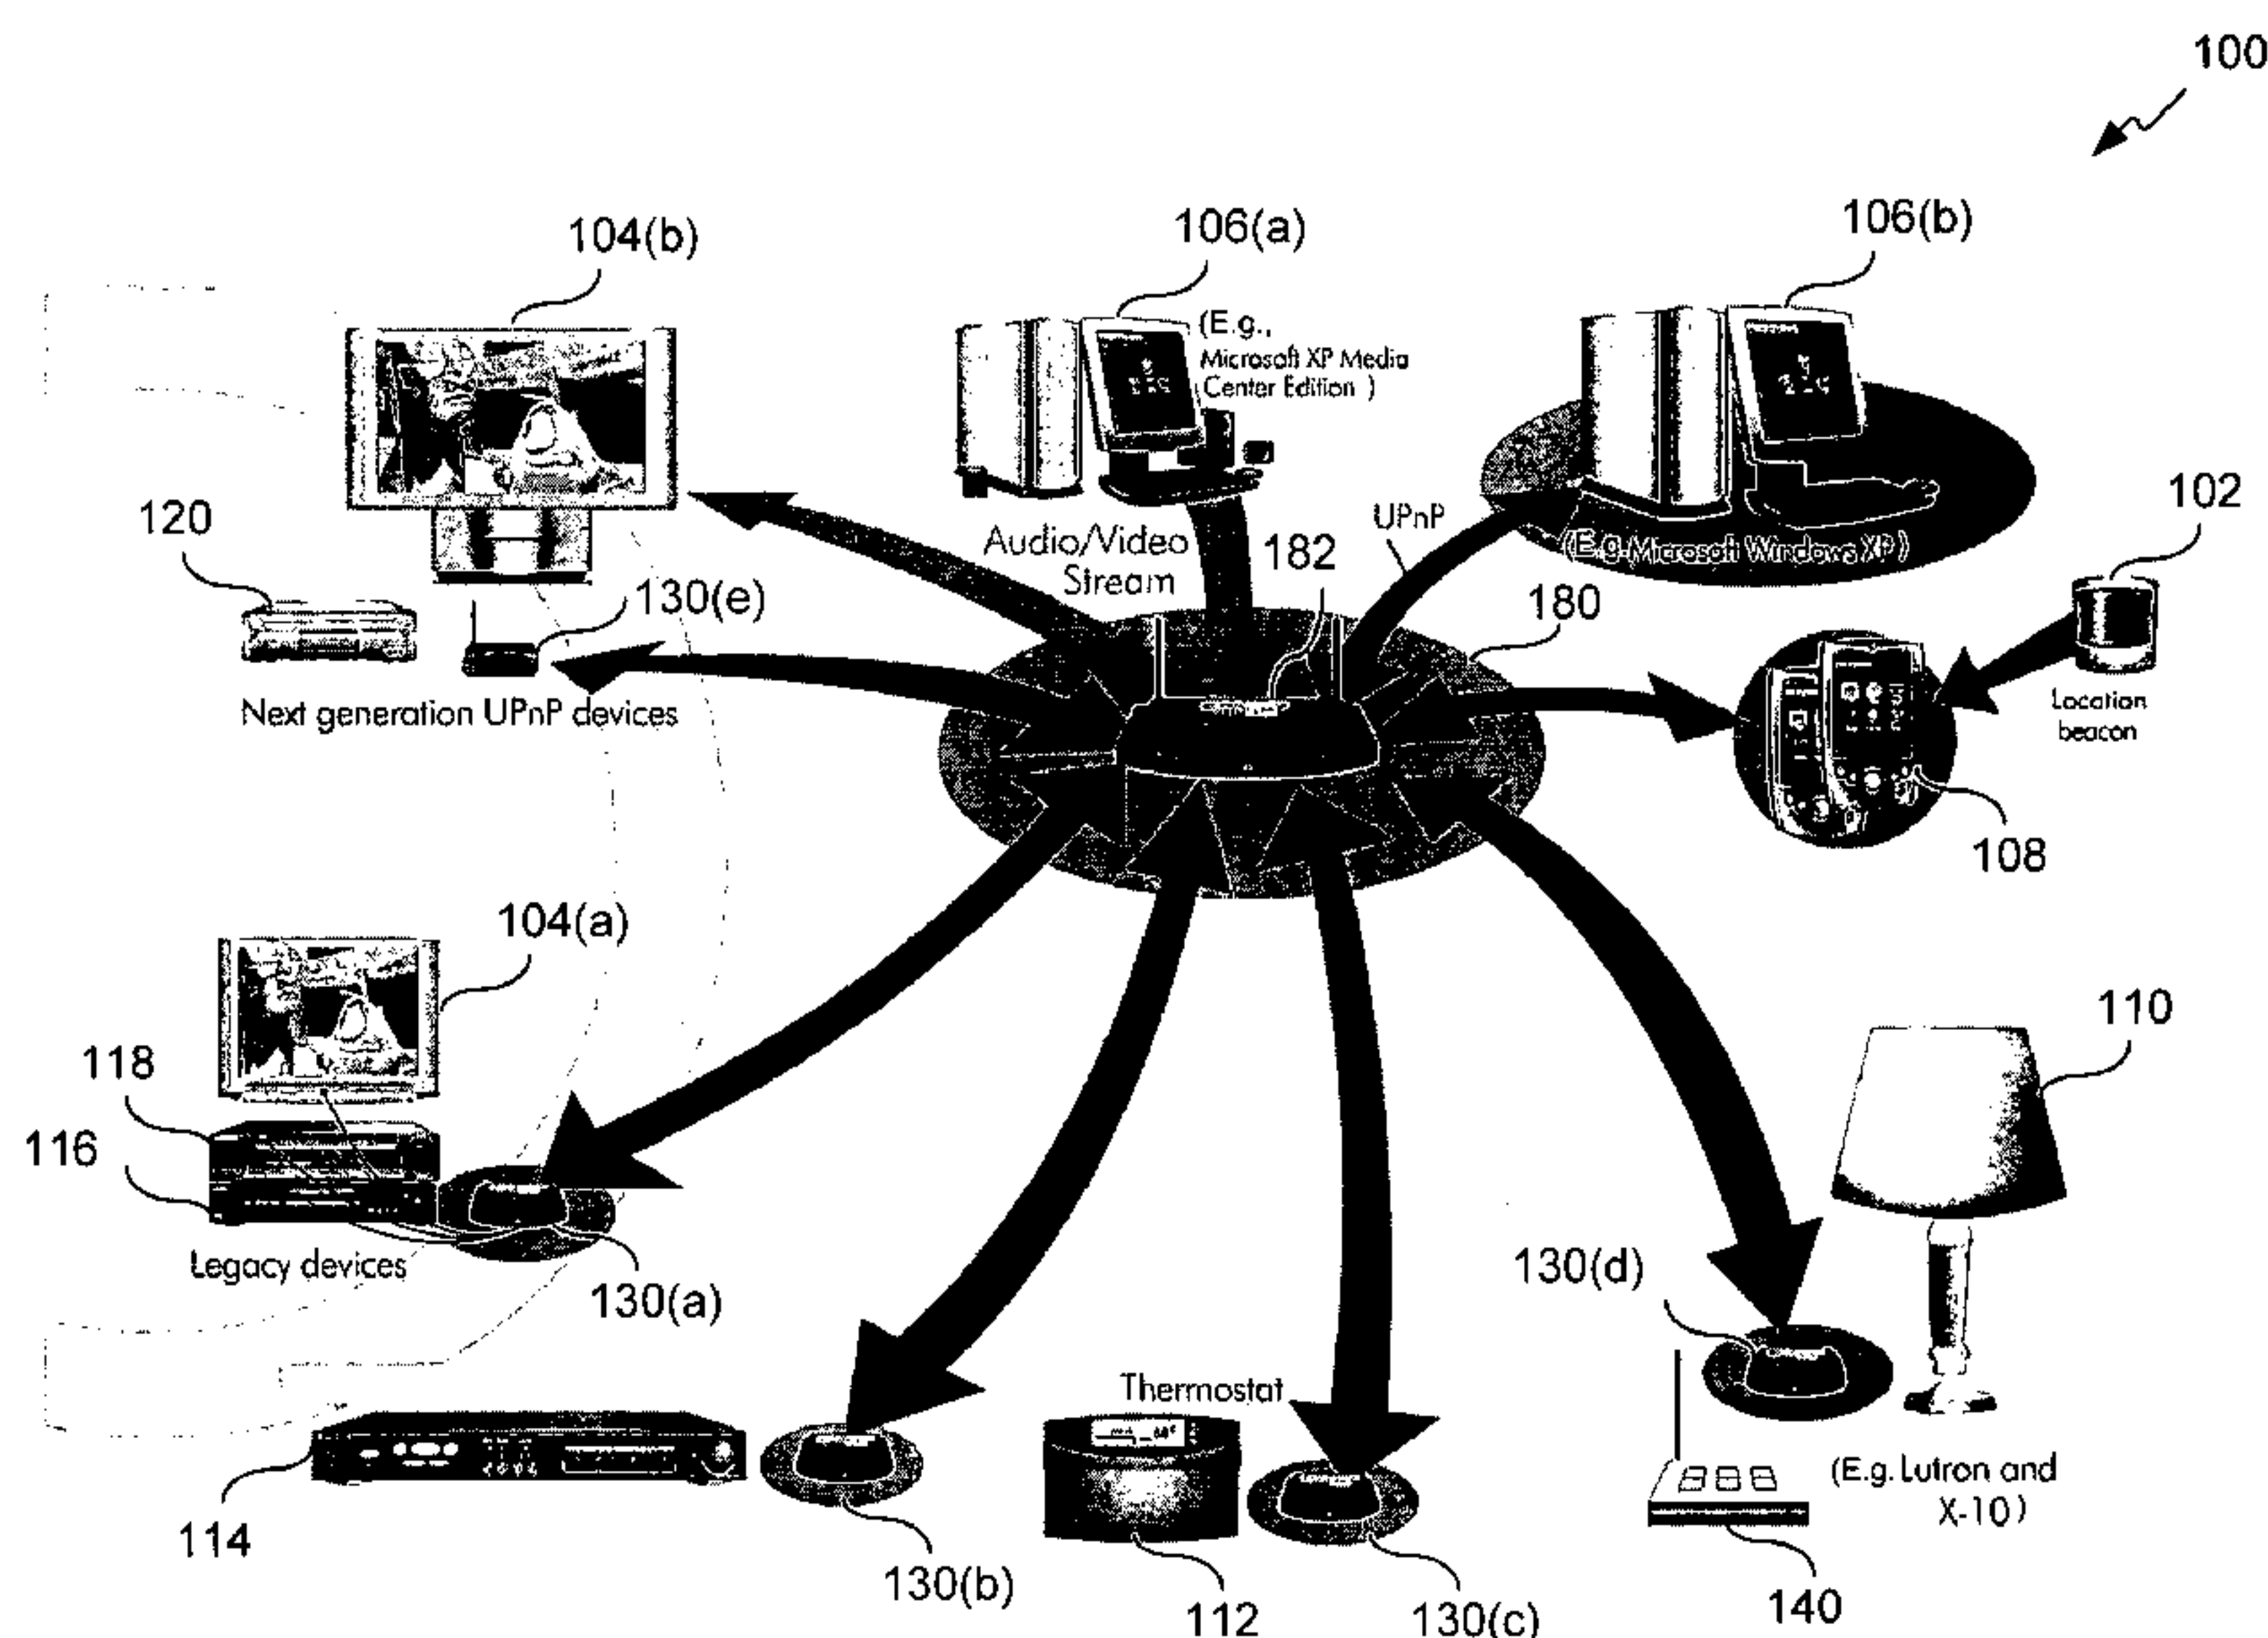 100
104(b)
106(a)
106(b)
(E.g.,
Microsoft XP Media
Center Edition )
120
UPnP
102
Audio/Video
Stream
182
(E.g. Microsoft Windows XP)
130(e)
180
Next generation UPnP devices
Location
beacon
108
104(a)
118
116
110
Legacy devices
130(a)
130(d)
Thermostat
(E.g. Lutron and
X-10 )
114
130(b)
112
130(c)
140